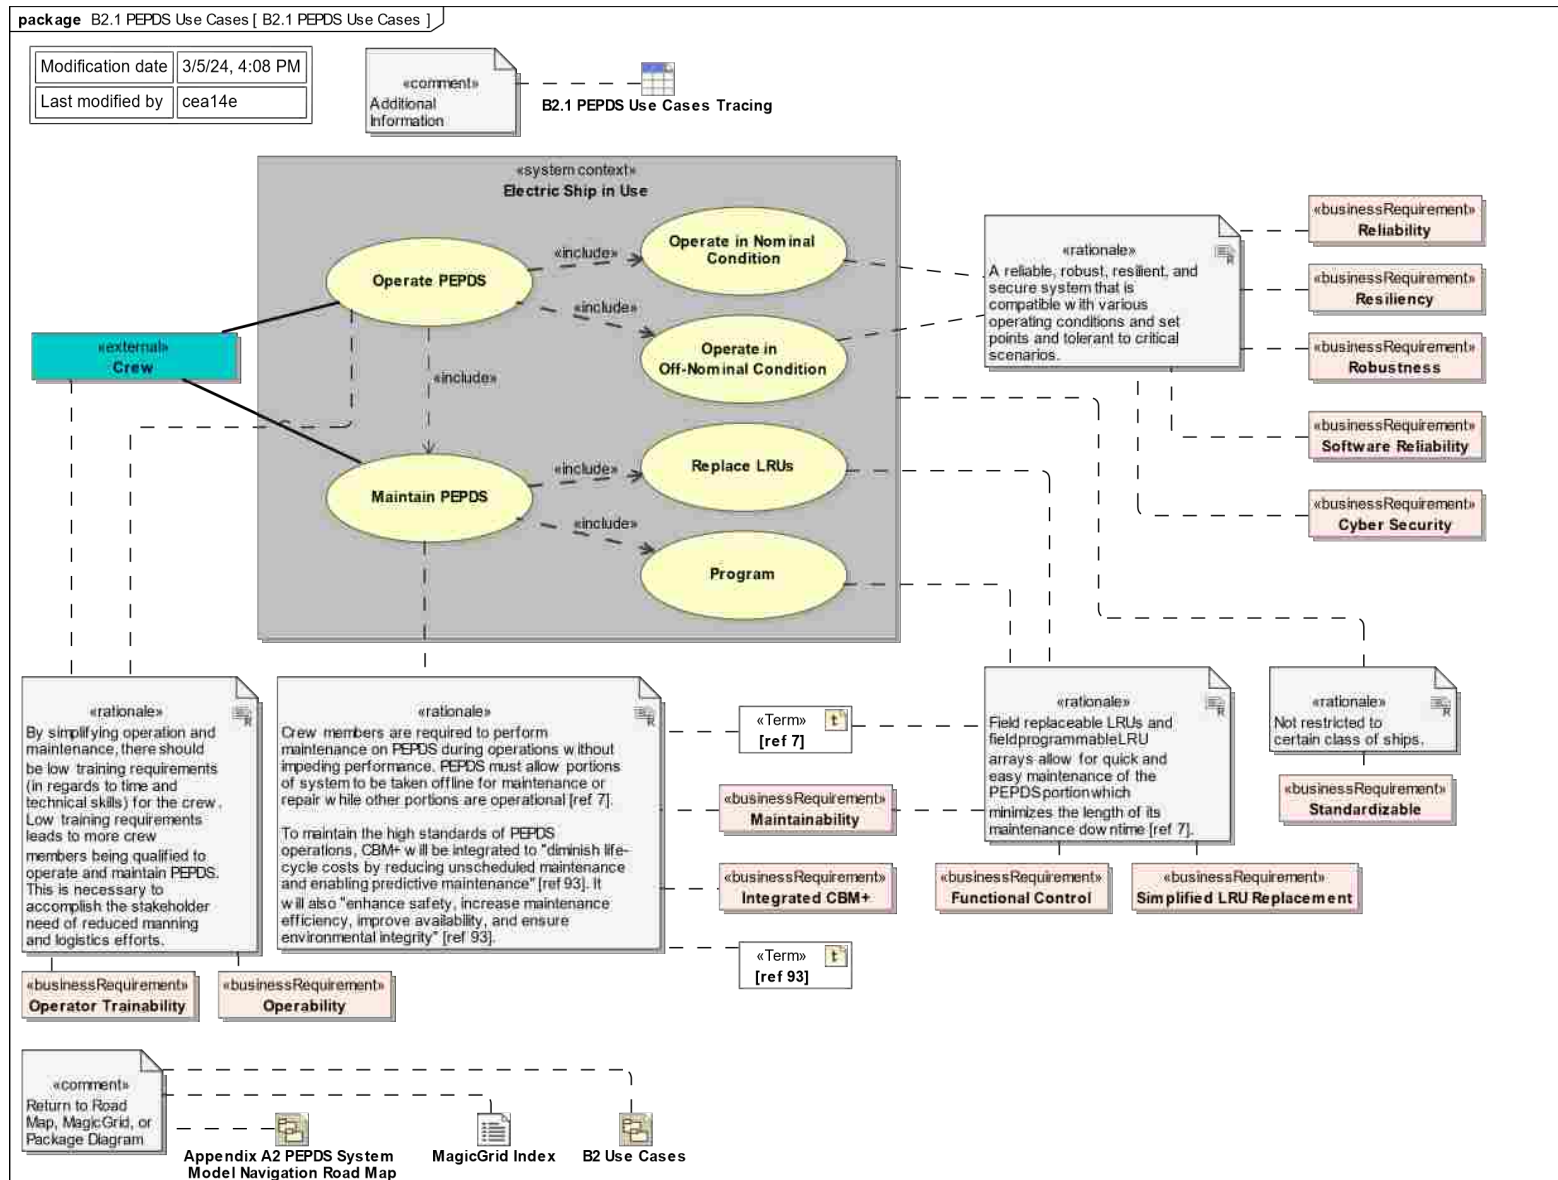 package B2.1 PEPDS Use Cases [ B2.1 PEPDS Use Cases ]
Modification date 3/5/24, 4:08 PM
Last modified by cea14e
«comment»
Additional
Information
B2.1 PEPDS Use Cases Tracing
«system context»
Electric Ship in Use
Operate PEPDS
«include»
Operate in Nominal
Condition
«include»
Operate in
Off-Nominal Condition
«include»
«external»
Crew
Maintain PEPDS
«include»
Replace LRUs
«include»
Program
«rationale»
A reliable, robust, resilient, and
secure system that is
compatible with various
operating conditions and set
points and tolerant to critical
scenarios.
«businessRequirement»
Reliability
«businessRequirement»
Resiliency
«businessRequirement»
Robustness
«businessRequirement»
Software Reliability
«businessRequirement»
Cyber Security
«rationale»
By simplifying operation and
maintenance, there should
be low training requirements
(in regards to time and
technical skills) for the crew.
Low training requirements
leads to more crew
members being qualified to
operate and maintain PEPDS.
This is necessary to
accomplish the stakeholder
need of reduced manning
and logistics efforts.
«businessRequirement»
Operator Trainability
«businessRequirement»
Operability
«rationale»
Crew members are required to perform
maintenance on PEPDS during operations without
impeding performance. PEPDS must allow portions
of system to be taken offline for maintenance or
repair while other portions are operational [ref 7].
To maintain the high standards of PEPDS
operations, CBM+ will be integrated to "diminish life-
cycle costs by reducing unscheduled maintenance
and enabling predictive maintenance" [ref 93]. It
will also "enhance safety, increase maintenance
efficiency, improve availability, and ensure
environmental integrity" [ref 93].
«Term» t
[ref 7]
«businessRequirement»
Maintainability
«businessRequirement»
Integrated CBM+
«Term» t
[ref 93]
«rationale»
Field replaceable LRUs and
fieldprogrammableLRU
arrays allow for quick and
easy maintenance of the
PEPDSportionwhich
minimizes the length of its
maintenance downtime [ref 7].
«businessRequirement»
Functional Control
«businessRequirement»
Simplified LRU Replacement
«rationale»
Not restricted to
certain class of ships.
«businessRequirement»
Standardizable
«comment»
Return to Road
Map, MagicGrid, or
Package Diagram
Appendix A2 PEPDS System
Model Navigation Road Map
MagicGrid Index
B2 Use Cases